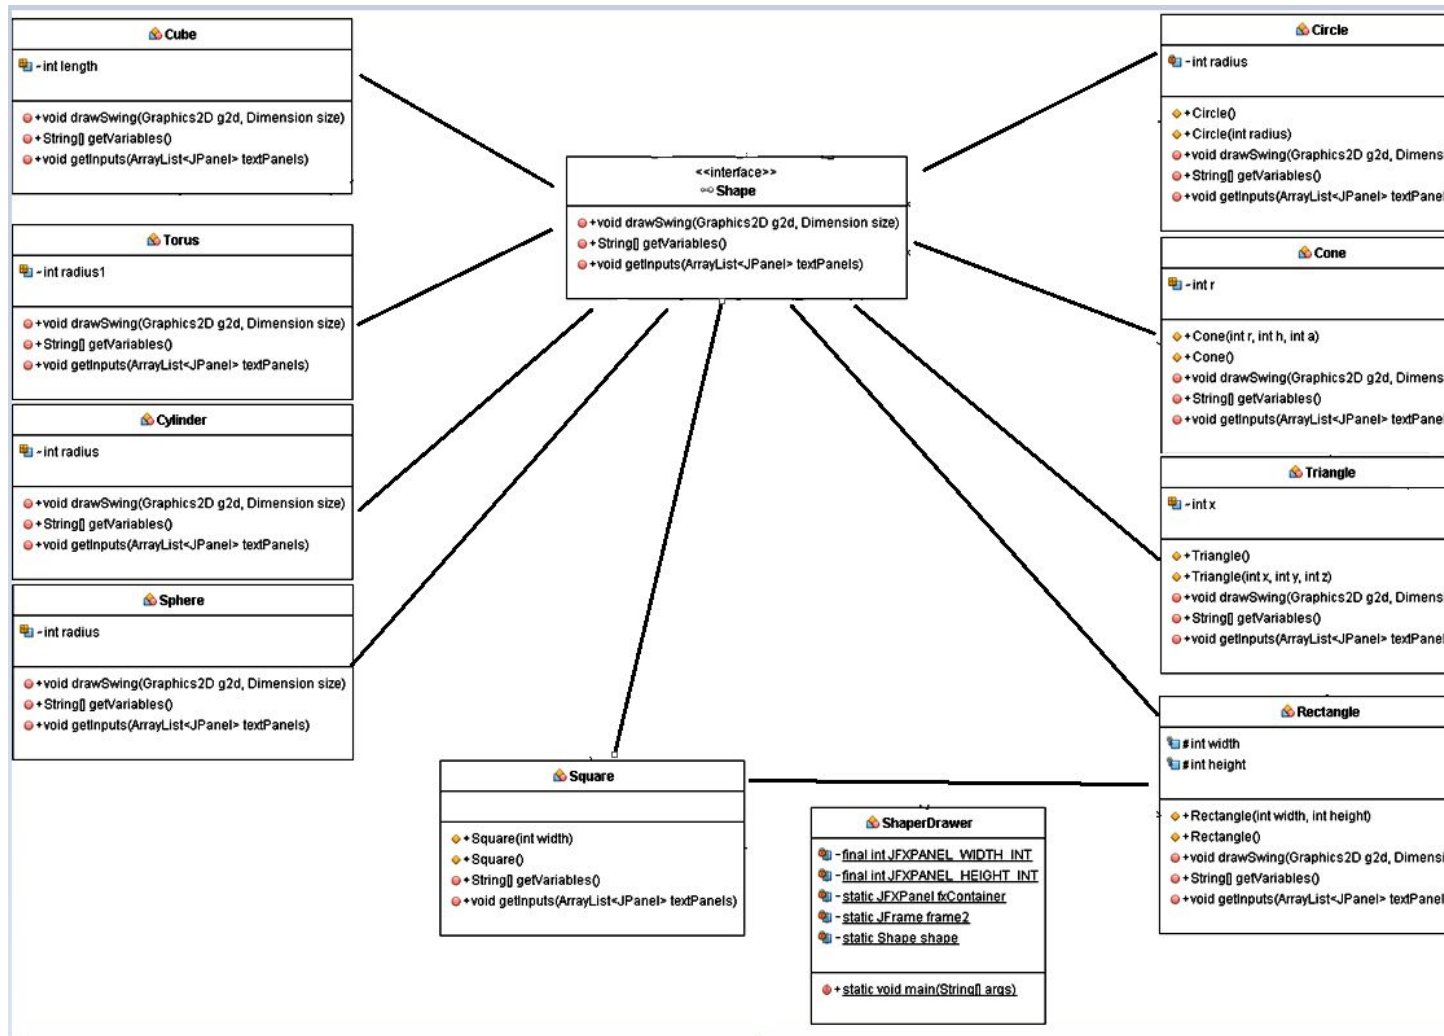 Cube
-int length
+void drawSwing(Graphics2D g2d, Dimension size)
+String[] getVariables()
+void getInputs(ArrayList<JPanel> textPanels)
Torus
-int radius1
+void drawSwing(Graphics2D g2d, Dimension size)
+String[] getVariables()
+void getInputs(ArrayList<JPanel> textPanels)
Cylinder
-int radius
+void drawSwing(Graphics2D g2d, Dimension size)
+String[] getVariables()
+void getInputs(ArrayList<JPanel> textPanels)
Sphere
-int radius
+void drawSwing(Graphics2D g2d, Dimension size)
+String[] getVariables()
+void getInputs(ArrayList<JPanel> textPanels)
<<interface>>
Shape
+void drawSwing(Graphics2D g2d, Dimension size)
+String[] getVariables()
+void getInputs(ArrayList<JPanel> textPanels)
Square
+Square(int width)
+Square()
+String[] getVariables()
+void getInputs(ArrayList<JPanel> textPanels)
ShaperDrawer
-final int JFXPANEL_WIDTH_INT
-final int JFXPANEL_HEIGHT_INT
-static JFXPanel fxContainer
-static JFrame frame2
-static Shape shape
+static void main(String[] args)
Circle
-int radius
+Circle()
+Circle(int radius)
+void drawSwing(Graphics2D g2d, Dimens
+String[] getVariables()
+void getInputs(ArrayList<JPanel> textPanel
Cone
-int r
+Cone(int r, int h, int a)
+Cone()
+void drawSwing(Graphics2D g2d, Dimens
+String[] getVariables()
+void getInputs(ArrayList<JPanel> textPanel
Triangle
-int x
+Triangle()
+Triangle(int x, int y, int z)
+void drawSwing(Graphics2D g2d, Dimens
+String[] getVariables()
+void getInputs(ArrayList<JPanel> textPanel
Rectangle
#int width
#int height
+Rectangle(int width, int height)
+Rectangle()
+void drawSwing(Graphics2D g2d, Dimensi
+String[] getVariables()
+void getInputs(ArrayList<JPanel> textPanel